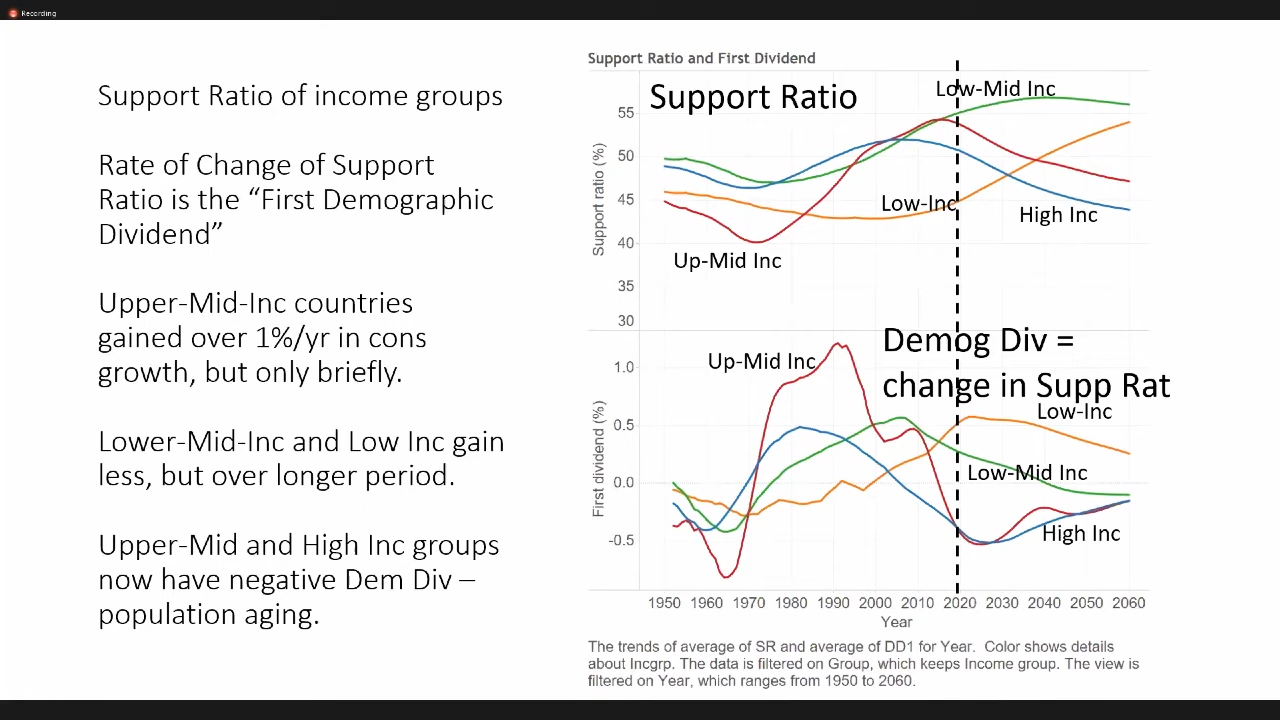 Recording
Support Ratio of income groups
Rate of Change of Support
Ratio is the “First Demographic
Dividend”
Upper-Mid-Inc countries
gained over 1%/yr in cons
growth, but only briefly.
Lower-Mid-Inc and Low Inc gain
less, but over longer period.
Upper-Mid and High Inc groups
now have negative Dem Div –
population aging.
Support Ratio and First Dividend
Support Ratio
Low-Mid Inc
Low-Inc
High Inc
Up-Mid Inc
Support ratio (%)
55
50
45
40
35
30
Demog Div =
change in Supp Rat
Up-Mid Inc
Low-Inc
Low-Mid Inc
High Inc
First dividend (%)
1.0
0.5
0.0
-0.5
1950 1960 1970 1980 1990 2000 2010 2020 2030 2040 2050 2060
Year
The trends of average of SR and average of DD1 for Year. Color shows details
about Incgrp. The data is filtered on Group, which keeps Income group. The view is
filtered on Year, which ranges from 1950 to 2060.